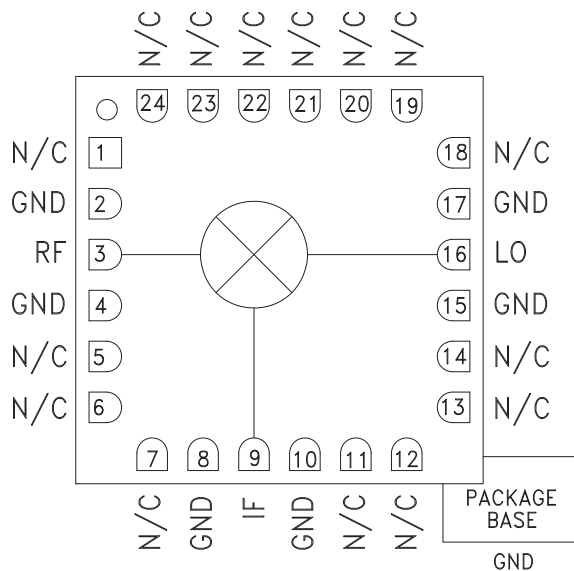 N/C N/C N/C N/C N/C N/C
24 23 22 21 20 19
N/C 1 18 N/C
GND 2 17 GND
RF 3 16 LO
GND 4 15 GND
N/C 5 14 N/C
N/C 6 13 N/C
7 8 9 10 11 12
N/C GND IF GND N/C N/C
PACKAGE
BASE
GND